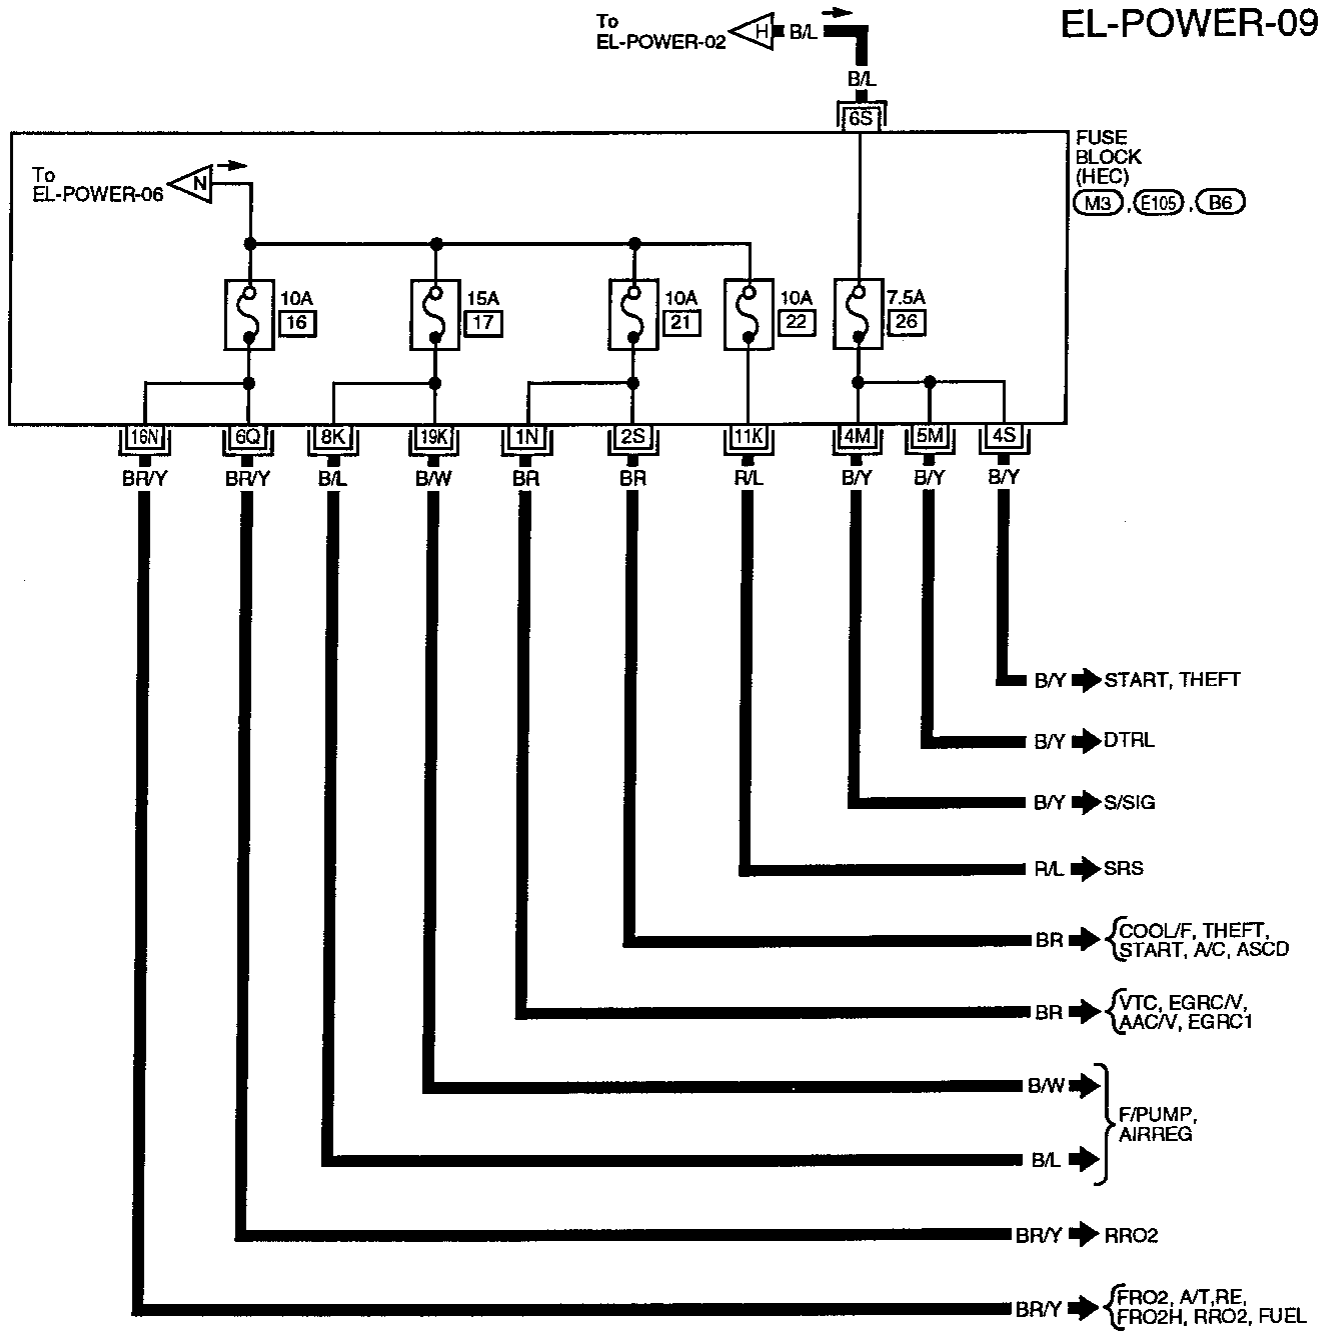 EL-POWER-09
To
EL-POWER-02
H
B/L
B/L
6S
FUSE
BLOCK
(HEC)
M3 , E105 , B6
To
EL-POWER-06
N
10A
16
15A
17
10A
21
10A
22
7.5A
26
16N 6Q 8K 19K 1N 2S 11K 4M 5M 4S
BR/Y BR/Y B/L B/W BR BR R/L B/Y B/Y B/Y
B/Y START, THEFT
B/Y DTRL
B/Y S/SIG
R/L SRS
BR COOL/F, THEFT,
START, A/C, ASCD
BR VTC, EGRC/V,
AAC/V, EGRC1
B/W
F/PUMP,
AIRREG
B/L
BR/Y RRO2
BR/Y FRO2, A/T,RE,
FRO2H, RRO2, FUEL